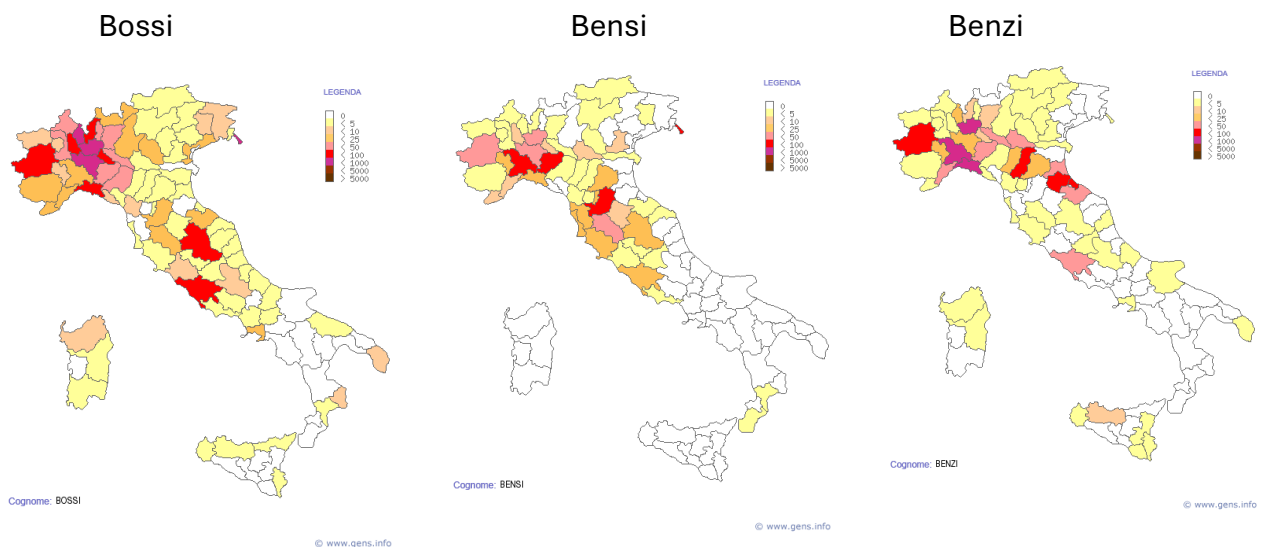 Bossi
LEGENDA
0
< 5
< 10
< 25
< 50
< 100
< 1000
< 5000
> 5000
Cognome: BOSSI
© www.gens.info
Bensi
LEGENDA
0
< 5
< 10
< 25
< 50
< 100
< 1000
< 5000
> 5000
Cognome: BENSI
© www.gens.info
Benzi
LEGENDA
0
< 5
< 10
< 25
< 50
< 100
< 1000
< 5000
> 5000
Cognome: BENZI
© www.gens.info